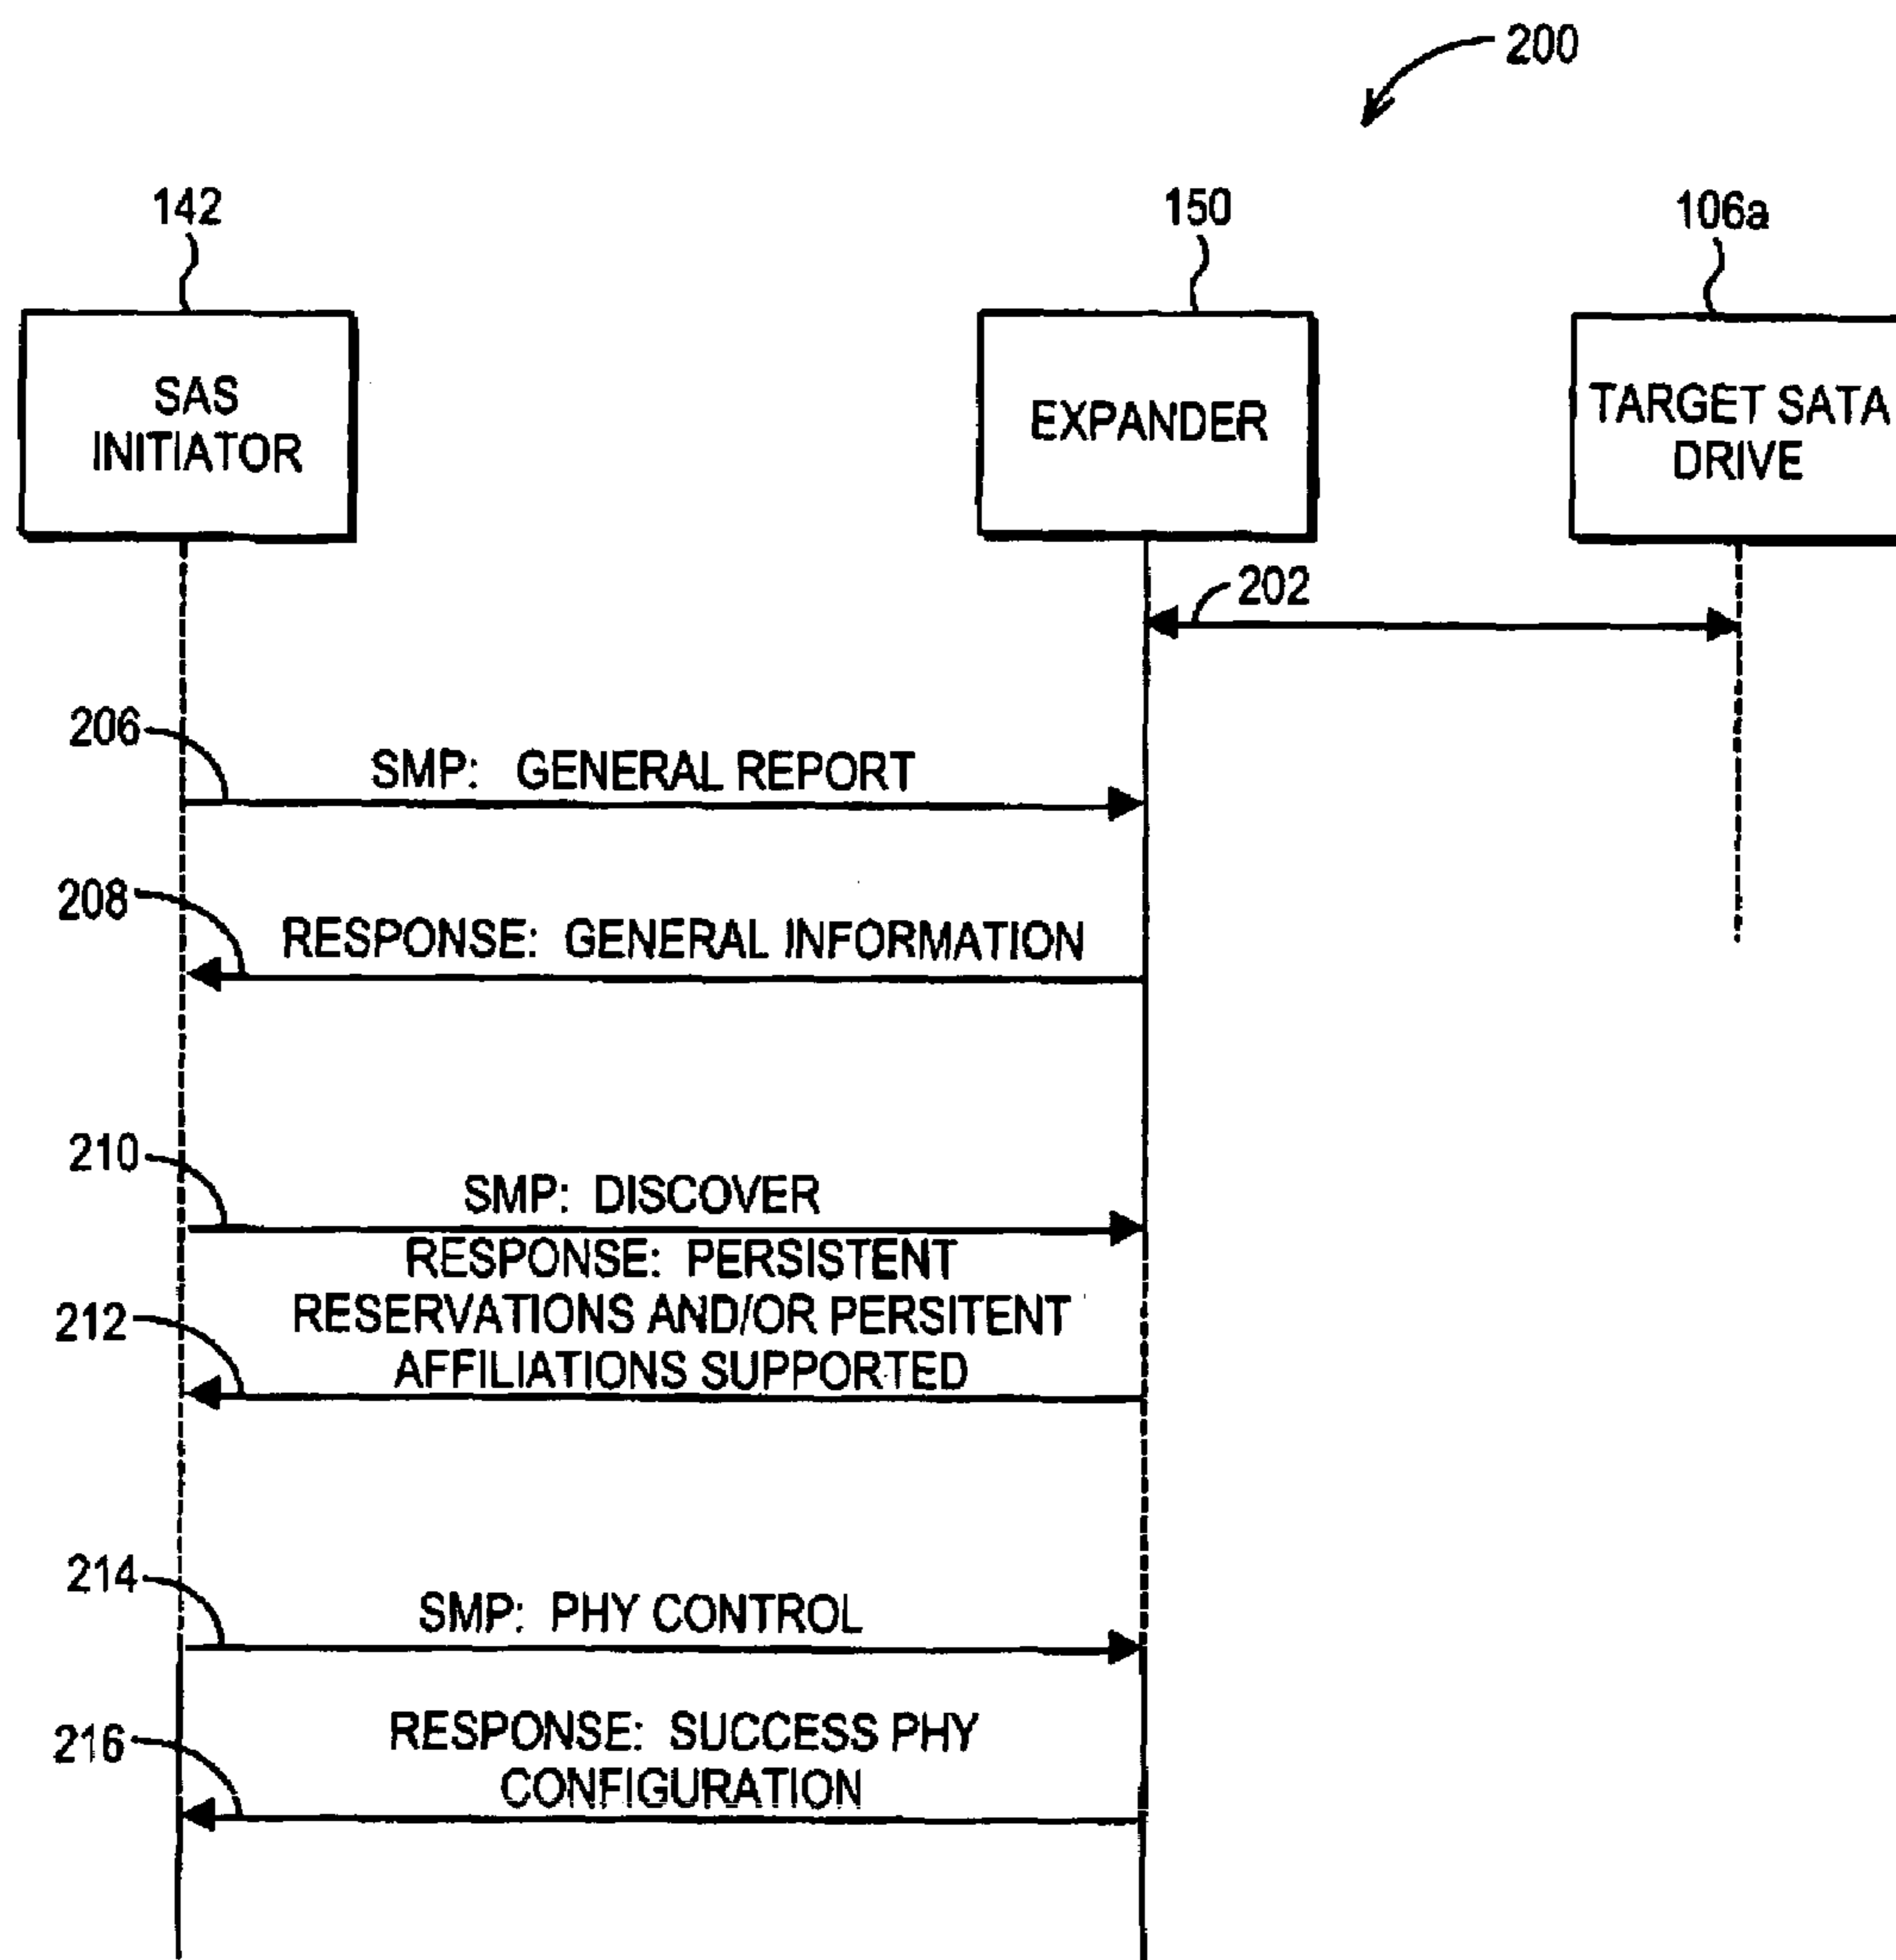 200
142
150
106a
SAS
INITIATOR
EXPANDER
TARGET SATA
DRIVE
202
206
SMP: GENERAL REPORT
208
RESPONSE: GENERAL INFORMATION
210
SMP: DISCOVER
RESPONSE: PERSISTENT
212
RESERVATIONS AND/OR PERSITENT
AFFILIATIONS SUPPORTED
214
SMP: PHY CONTROL
216
RESPONSE: SUCCESS PHY
CONFIGURATION